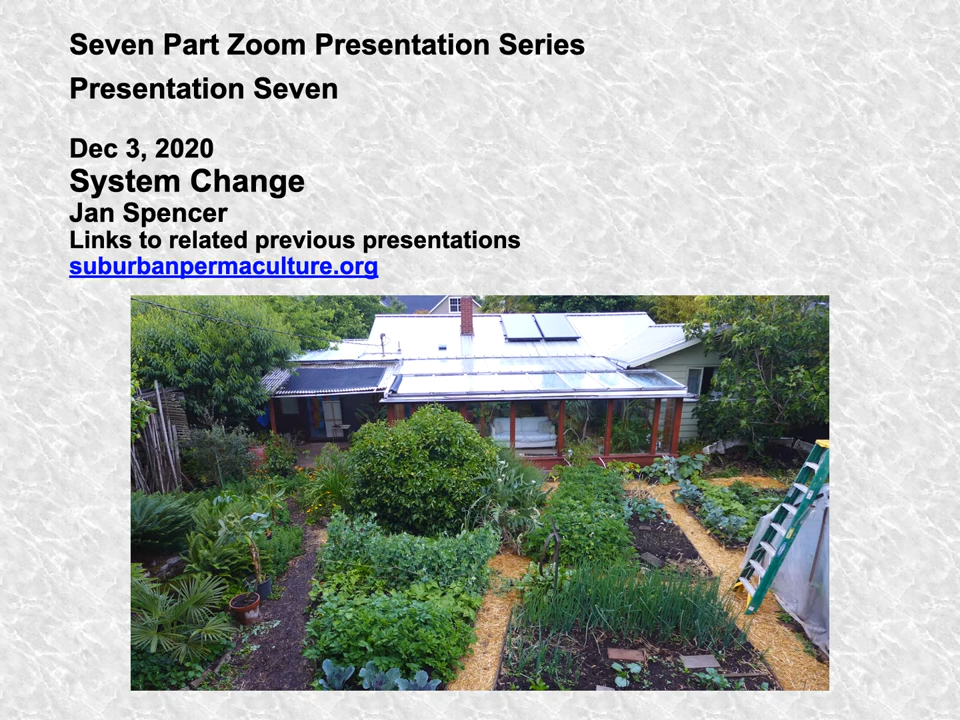 Seven Part Zoom Presentation Series
Presentation Seven
Dec 3, 2020
System Change
Jan Spencer
Links to related previous presentations
suburbanpermaculture.org